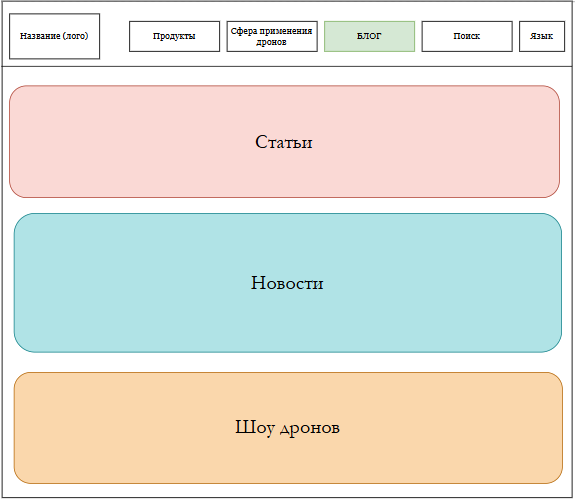 Название (лого)
Продукты
Сфера применения
дронов
БЛОГ
Поиск
Язык
Статьи
Новости
Шоу дронов